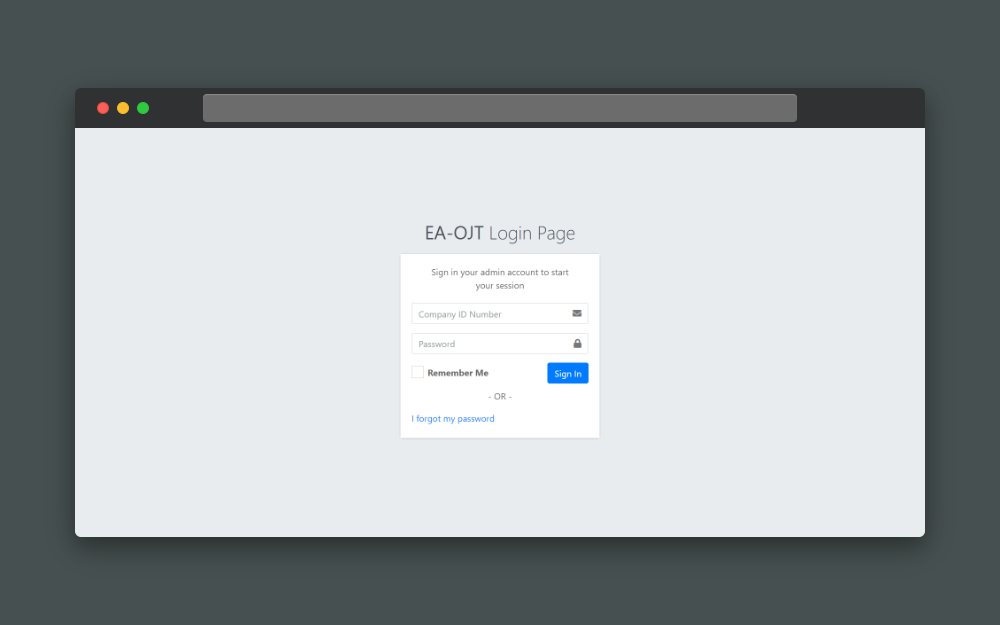 EA-OJT Login Page
Sign in your admin account to start
your session
Company ID Number
Password
Remember Me
Sign In
- OR -
I forgot my password